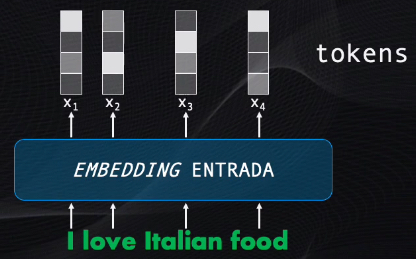 tokens
x₁ x₂ x₃ x₄
EMBEDDING ENTRADA
I love Italian food